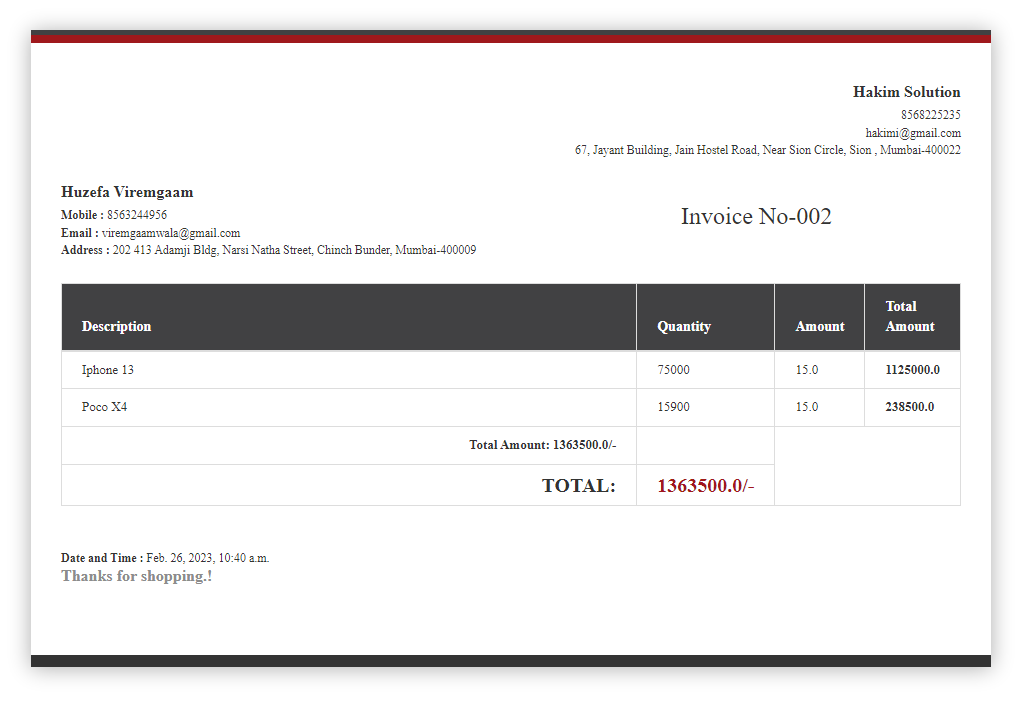 Hakim Solution
8568225235
hakimi@gmail.com
67, Jayant Building, Jain Hostel Road, Near Sion Circle, Sion , Mumbai-400022
Huzefa Viremgaam
Mobile : 8563244956
Email : viremgaamwala@gmail.com
Address : 202 413 Adamji Bldg, Narsi Natha Street, Chinch Bunder, Mumbai-400009
Invoice No-002
Description Quantity Amount Total Amount
Iphone 13 75000 15.0 1125000.0
Poco X4 15900 15.0 238500.0
Total Amount: 1363500.0/-
TOTAL: 1363500.0/-
Date and Time : Feb. 26, 2023, 10:40 a.m.
Thanks for shopping.!